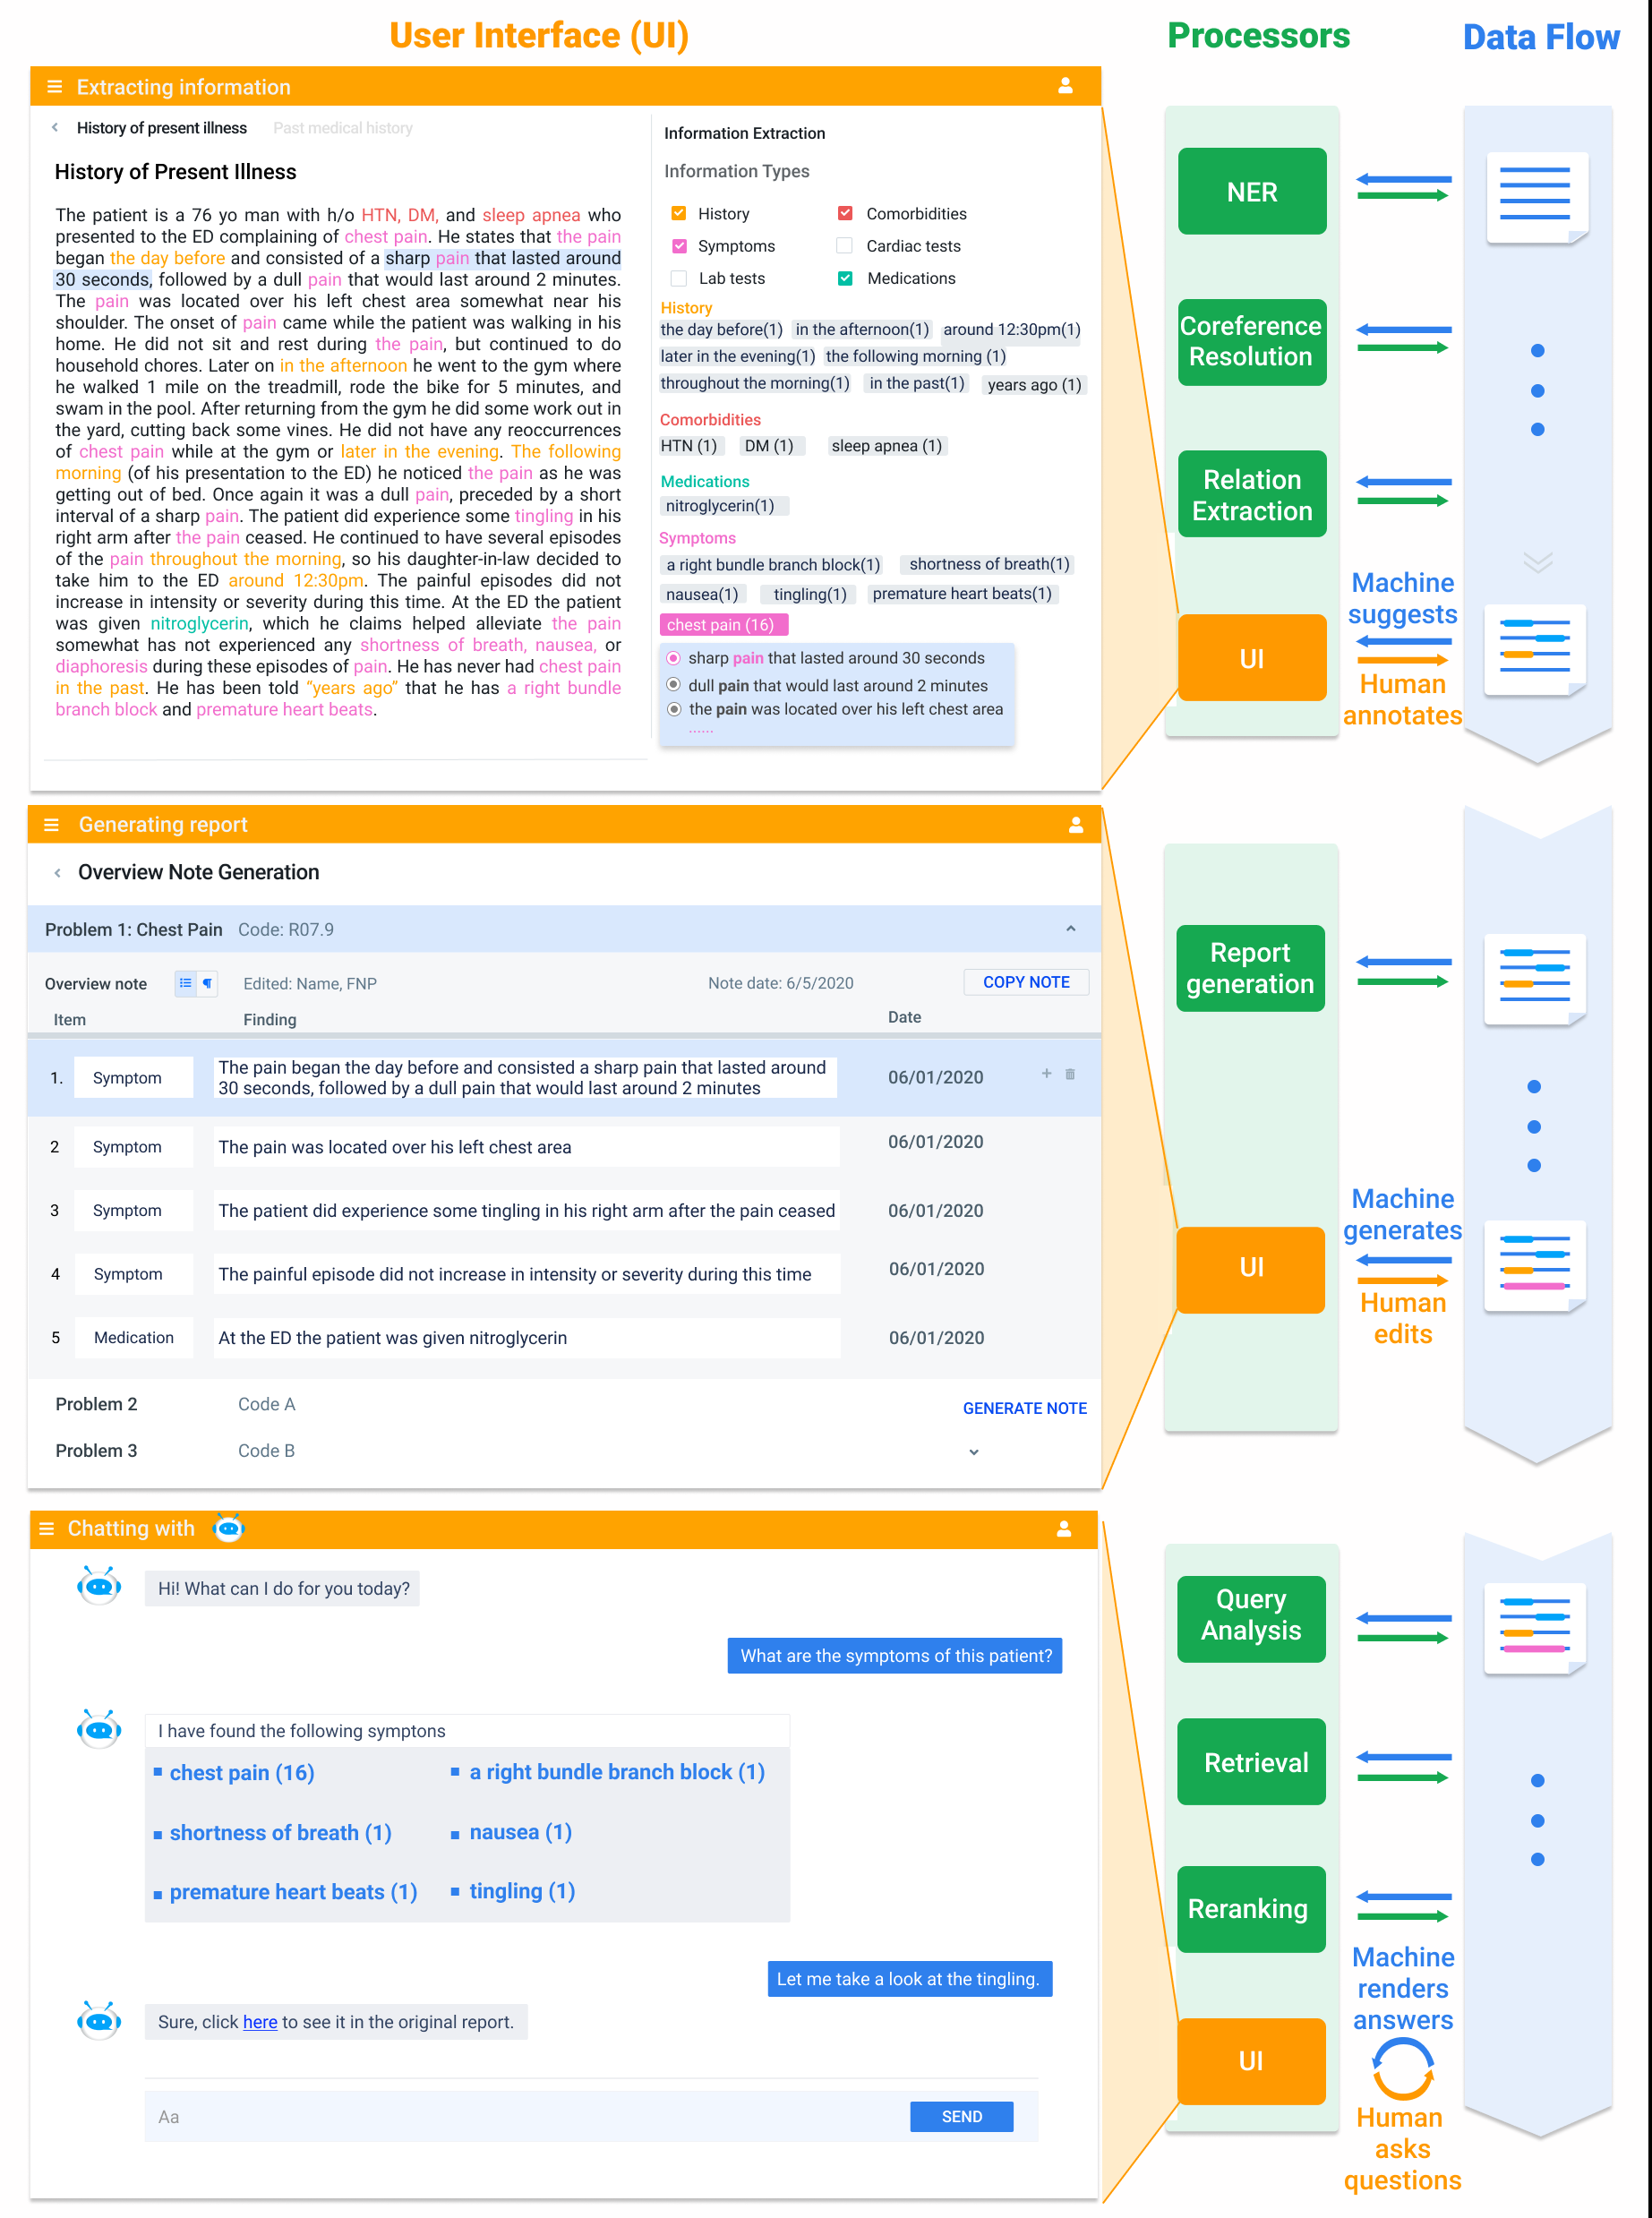 User Interface (UI)
Processors
Data Flow
Extracting information
History of present illness
Past medical history
History of Present Illness
The patient is a 76 yo man with h/o HTN, DM, and sleep apnea who
presented to the ED complaining of chest pain. He states that the pain
began the day before and consisted of a sharp pain that lasted around
30 seconds, followed by a dull pain that would last around 2 minutes.
The pain was located over his left chest area somewhat near his
shoulder. The onset of pain came while the patient was walking in his
home. He did not sit and rest during the pain, but continued to do
household chores. Later on in the afternoon he went to the gym where
he walked 1 mile on the treadmill, rode the bike for 5 minutes, and
swam in the pool. After returning from the gym he did some work out in
the yard, cutting back some vines. He did not have any reoccurrences
of chest pain while at the gym or later in the evening. The following
morning (of his presentation to the ED) he noticed the pain as he was
getting out of bed. Once again it was a dull pain, preceded by a short
interval of a sharp pain. The patient did experience some tingling in his
right arm after the pain ceased. He continued to have several episodes
of the pain throughout the morning, so his daughter-in-law decided to
take him to the ED around 12:30pm. The painful episodes did not
increase in intensity or severity during this time. At the ED the patient
was given nitroglycerin, which he claims helped alleviate the pain
somewhat has not experienced any shortness of breath, nausea, or
diaphoresis during these episodes of pain. He has never had chest pain
in the past. He has been told “years ago” that he has a right bundle
branch block and premature heart beats.
Information Extraction
Information Types
History
Comorbidities
Symptoms
Cardiac tests
Lab tests
Medications
History
the day before(1) in the afternoon(1) around 12:30pm(1)
later in the evening(1) the following morning (1)
throughout the morning(1) in the past(1) years ago (1)
Comorbidities
HTN (1) DM (1) sleep apnea (1)
Medications
nitroglycerin(1)
Symptoms
a right bundle branch block(1) shortness of breath(1)
nausea(1) tingling(1) premature heart beats(1)
chest pain (16)
sharp pain that lasted around 30 seconds
dull pain that would last around 2 minutes
the pain was located over his left chest area
......
NER
Coreference
Resolution
Relation
Extraction
UI
Machine
suggests
Human
annotates
Generating report
Overview Note Generation
Problem 1: Chest Pain Code: R07.9
Overview note
Edited: Name, FNP
Note date: 6/5/2020
COPY NOTE
Item
Finding
Date
1. Symptom
The pain began the day before and consisted a sharp pain that lasted around
30 seconds, followed by a dull pain that would last around 2 minutes
06/01/2020
2 Symptom The pain was located over his left chest area 06/01/2020
3 Symptom The patient did experience some tingling in his right arm after the pain ceased 06/01/2020
4 Symptom The painful episode did not increase in intensity or severity during this time 06/01/2020
5 Medication At the ED the patient was given nitroglycerin 06/01/2020
Problem 2 Code A GENERATE NOTE
Problem 3 Code B
Report
generation
UI
Machine
generates
Human
edits
Chatting with
Hi! What can I do for you today?
What are the symptoms of this patient?
I have found the following symptons
chest pain (16)
a right bundle branch block (1)
shortness of breath (1)
nausea (1)
premature heart beats (1)
tingling (1)
Let me take a look at the tingling.
Sure, click here to see it in the original report.
Aa
SEND
Query
Analysis
Retrieval
Reranking
UI
Machine
renders
answers
Human
asks
questions